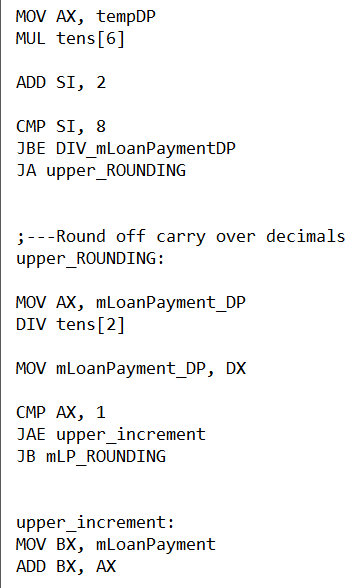 MOV AX, tempDP
MUL tens[6]
ADD SI, 2
CMP SI, 8
JBE DIV_mLoanPaymentDP
JA upper_ROUNDING
;---Round off carry over decimals
upper_ROUNDING:
MOV AX, mLoanPayment_DP
DIV tens[2]
MOV mLoanPayment_DP, DX
CMP AX, 1
JAE upper_increment
JB mLP_ROUNDING
upper_increment:
MOV BX, mLoanPayment
ADD BX, AX